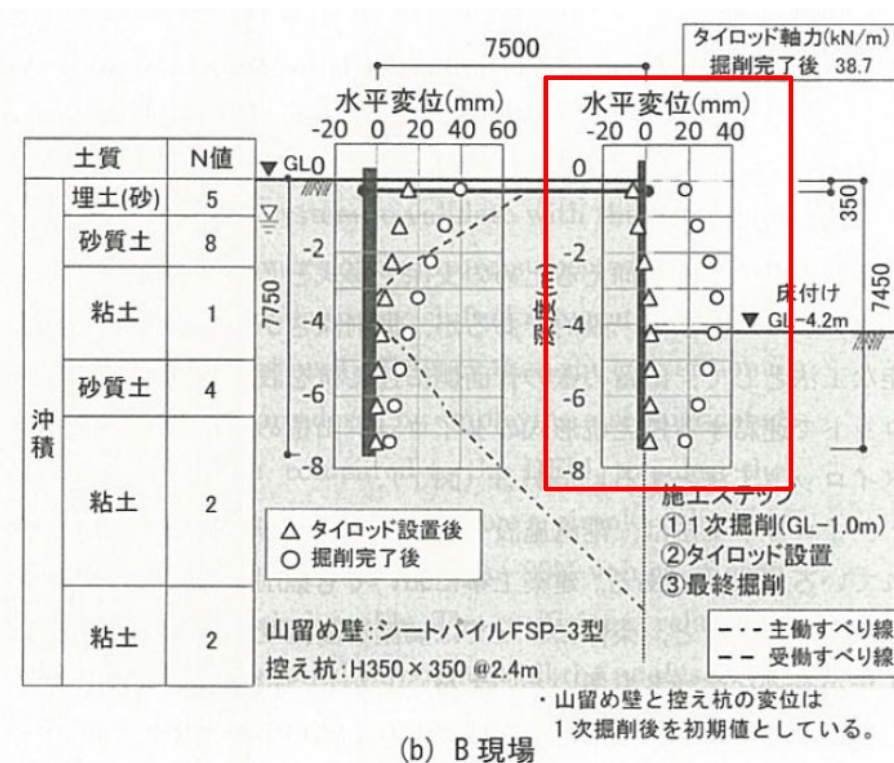 7500
タイロッド軸力(kN/m)
掘削完了後 38.7
水平変位(mm)
-20 0 20 40 60
水平変位(mm)
-20 0 20 40
土質 N値
GL0
0
埋土(砂) 5
350
砂質土 8
-2
-2
粘土 1
7750
深度(m)
床付け
GL-4.2m
7450
-4
-4
砂質土 4
-6
-6
沖積
粘土 2
-8
-8
△ タイロッド設置後
○ 掘削完了後
施工ステップ
①1次掘削(GL-1.0m)
②タイロッド設置
③最終掘削
粘土 2
山留め壁:シートパイルFSP-3型
控え杭:H350×350 @2.4m
主働すべり線
受働すべり線
・山留め壁と控え杭の変位は
1次掘削後を初期値としている。
(b) B現場